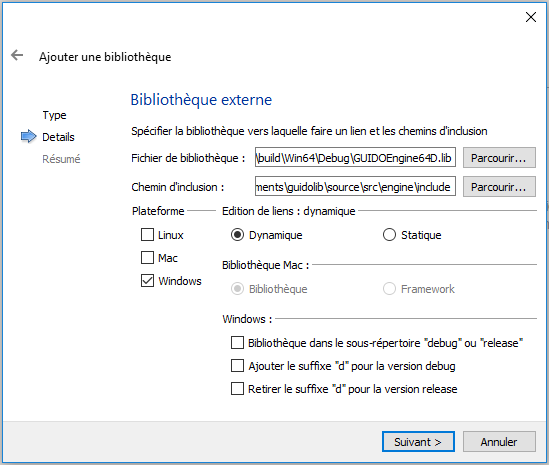 Ajouter une bibliothèque
Bibliothèque externe
Type
Details
Résumé
Spécifier la bibliothèque vers laquelle faire un lien et les chemins d'inclusion
Fichier de bibliothèque : \build\Win64\Debug\GUIDOEngine64D.lib Parcourir...
Chemin d'inclusion : ments\guidolib\source\src\engine\include Parcourir...
Plateforme Edition de liens : dynamique
Linux Dynamique Statique
Mac
Bibliothèque Mac :
Windows
Bibliothèque Framework
Windows :
Bibliothèque dans le sous-répertoire "debug" ou "release"
Ajouter le suffixe "d" pour la version debug
Retirer le suffixe "d" pour la version release
Suivant > Annuler